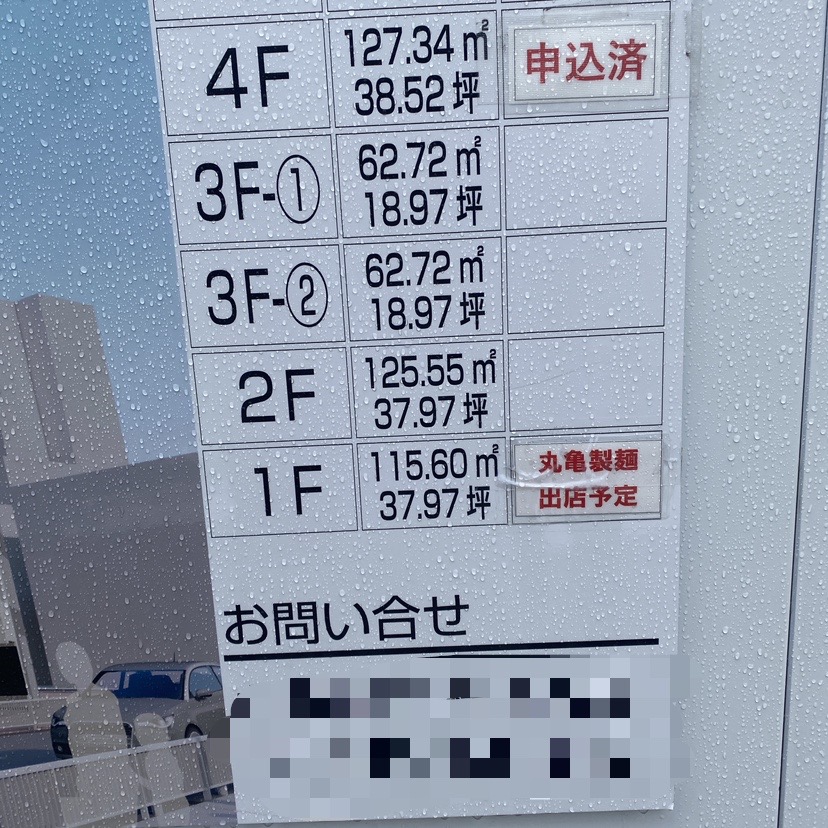 4F
127.34㎡
38.52坪
申込済
3F-①
62.72㎡
18.97坪
3F-②
62.72㎡
18.97坪
2F
125.55㎡
37.97坪
1F
115.60㎡
37.97坪
丸亀製麺
出店予定
お問い合せ